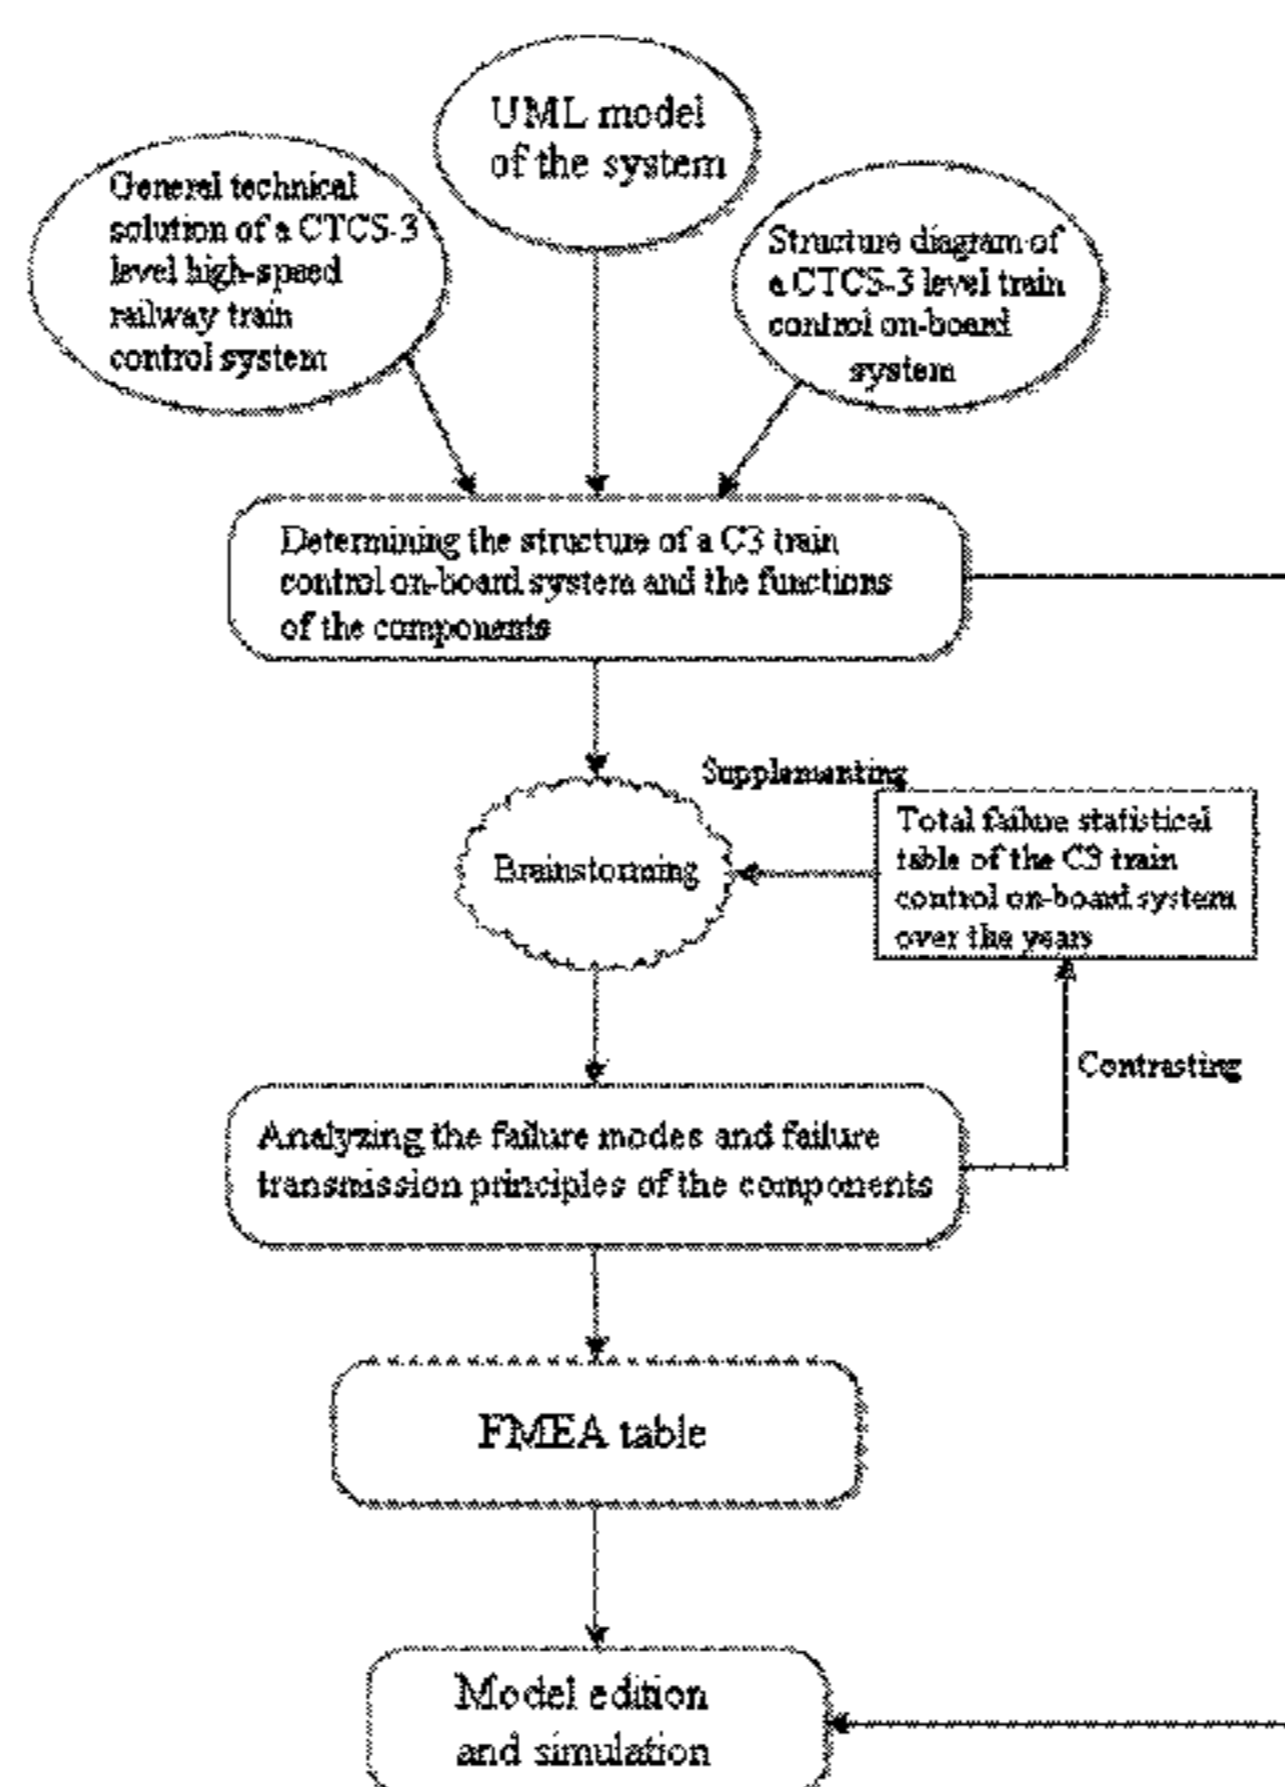 UML model
of the system
General technical
solution of a CTCS-3
level high-speed
railway train
control system
Structure diagram of
a CTCS-3 level train
control on-board
system
Determining the structure of a C3 train
control on-board system and the functions
of the components
Supplementing
Brainstorming
Total failure statistical
table of the C3 train
control on-board system
over the years
Contrasting
Analyzing the failure modes and failure
transmission principles of the components
FMEA table
Model edition
and simulation